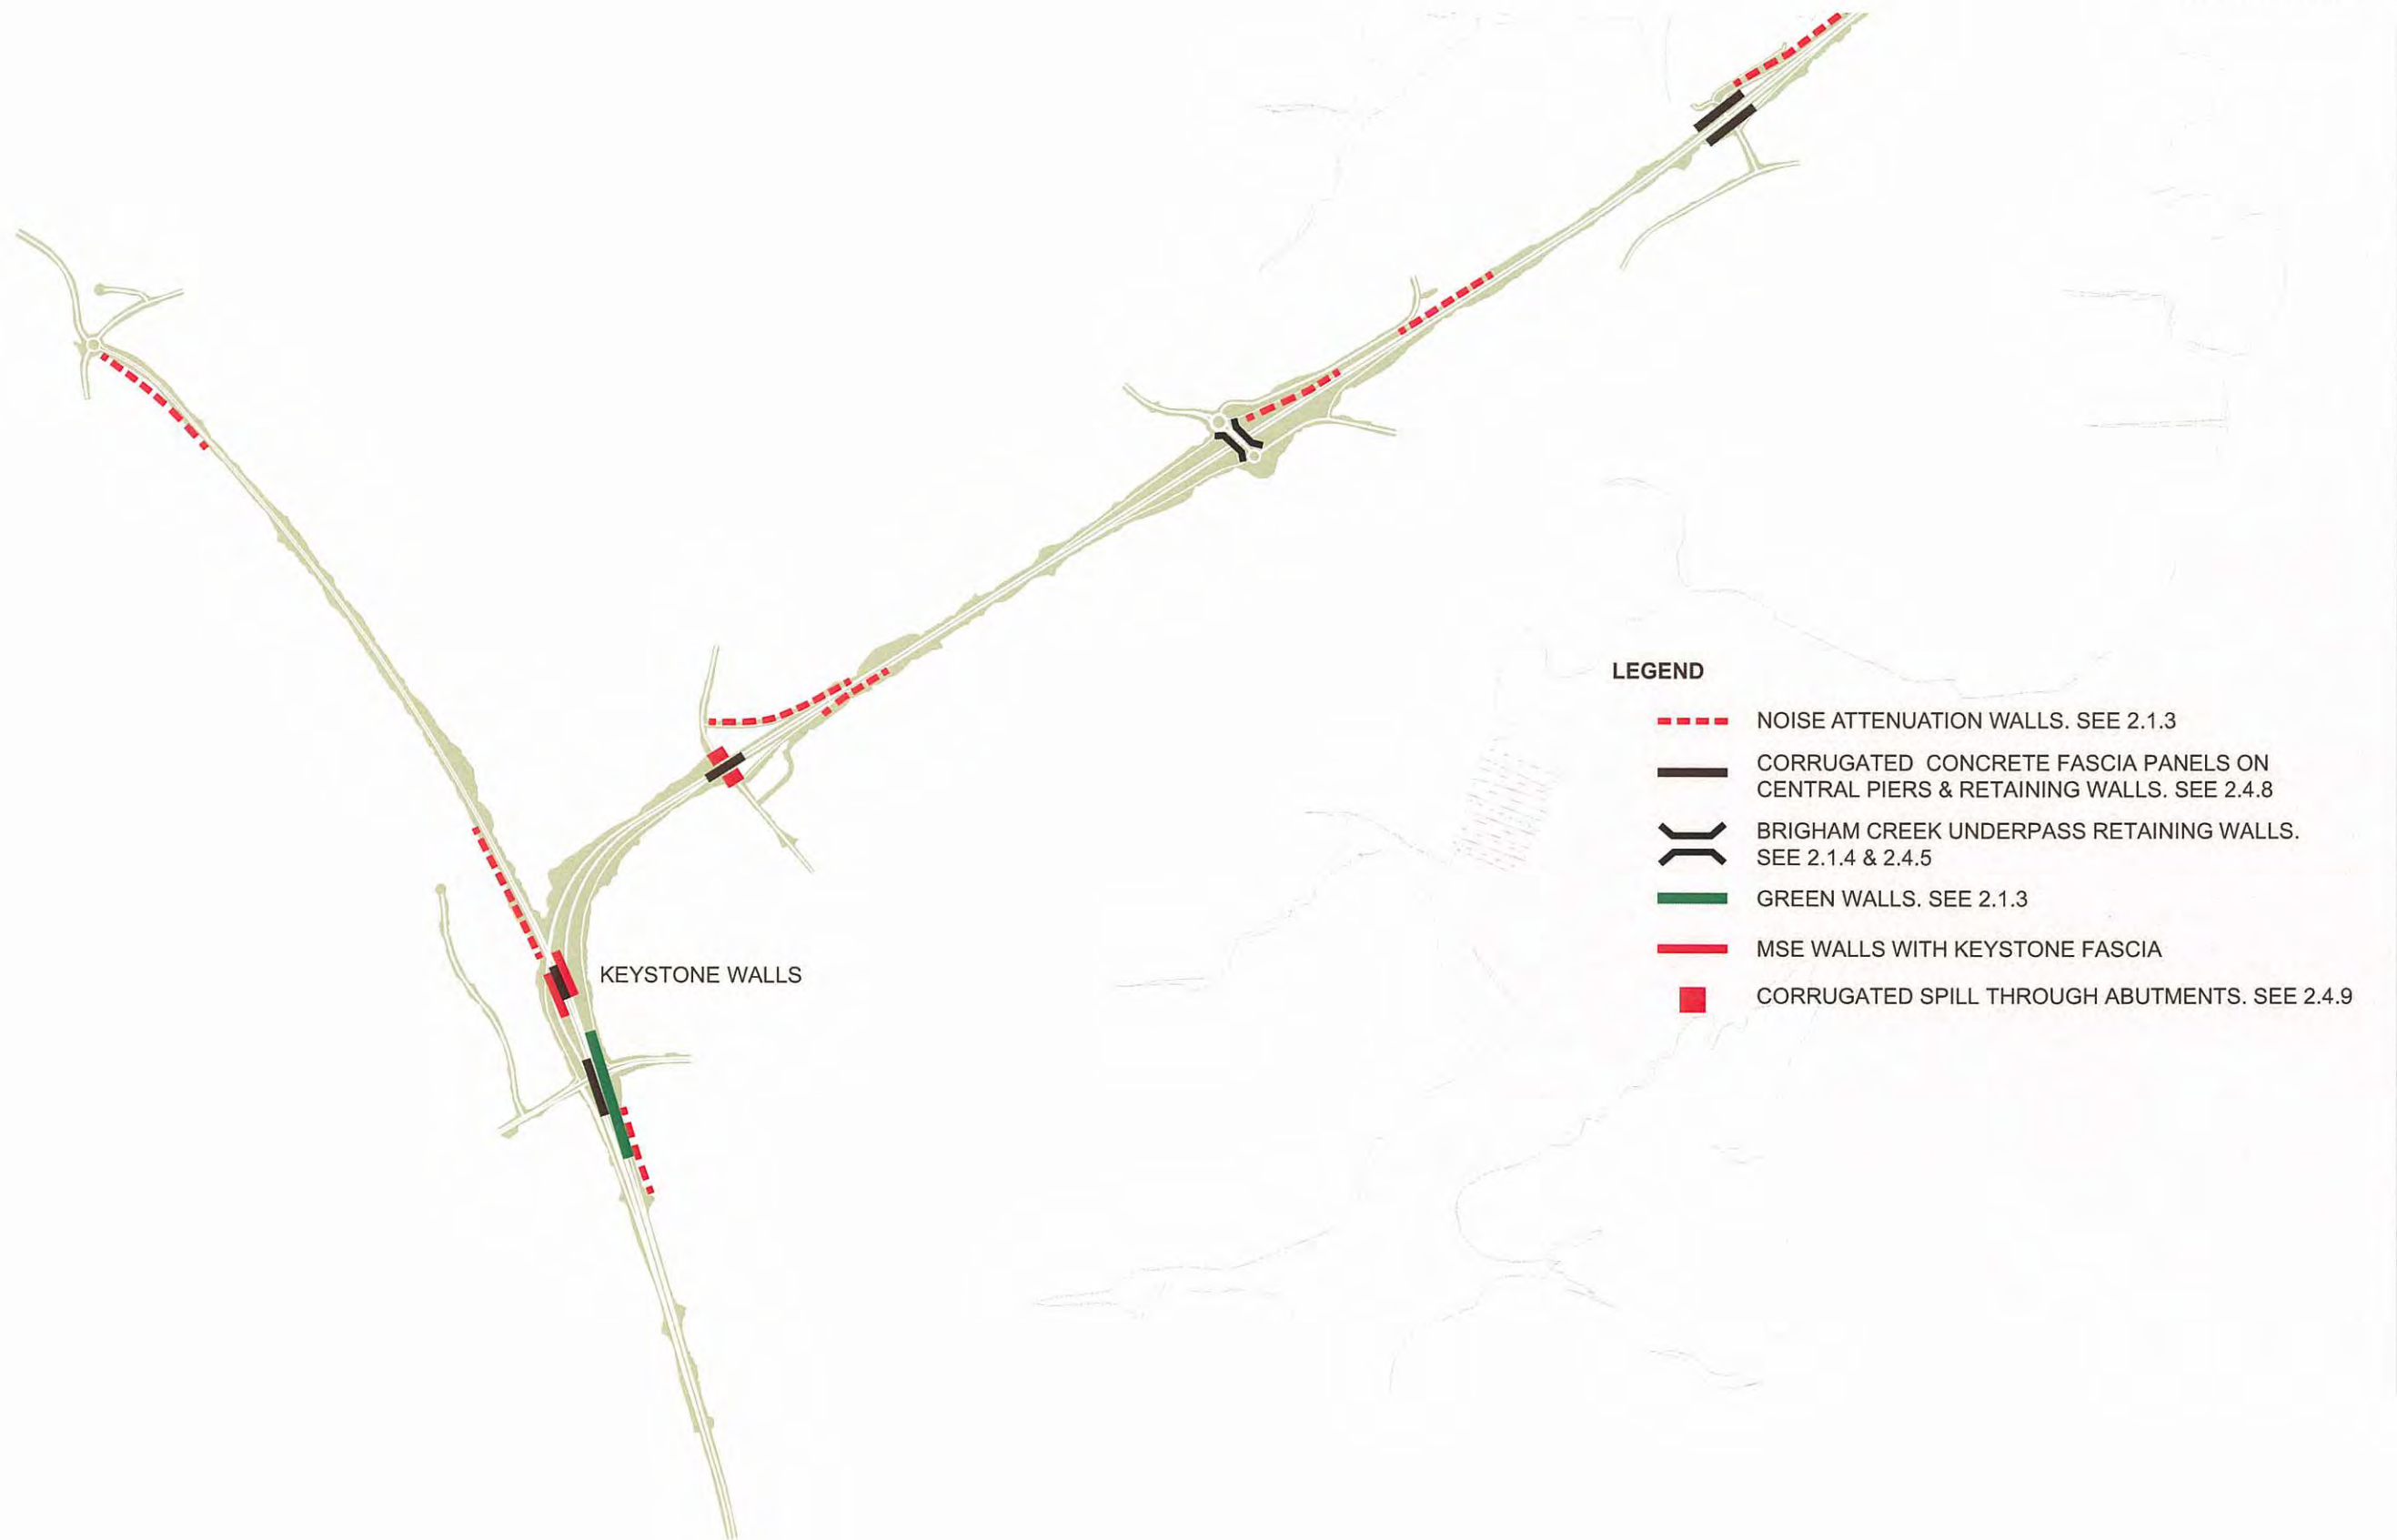 LEGEND
NOISE ATTENUATION WALLS. SEE 2.1.3
CORRUGATED CONCRETE FASCIA PANELS ON
CENTRAL PIERS & RETAINING WALLS. SEE 2.4.8
BRIGHAM CREEK UNDERPASS RETAINING WALLS.
SEE 2.1.4 & 2.4.5
GREEN WALLS. SEE 2.1.3
MSE WALLS WITH KEYSTONE FASCIA
CORRUGATED SPILL THROUGH ABUTMENTS. SEE 2.4.9
KEYSTONE WALLS